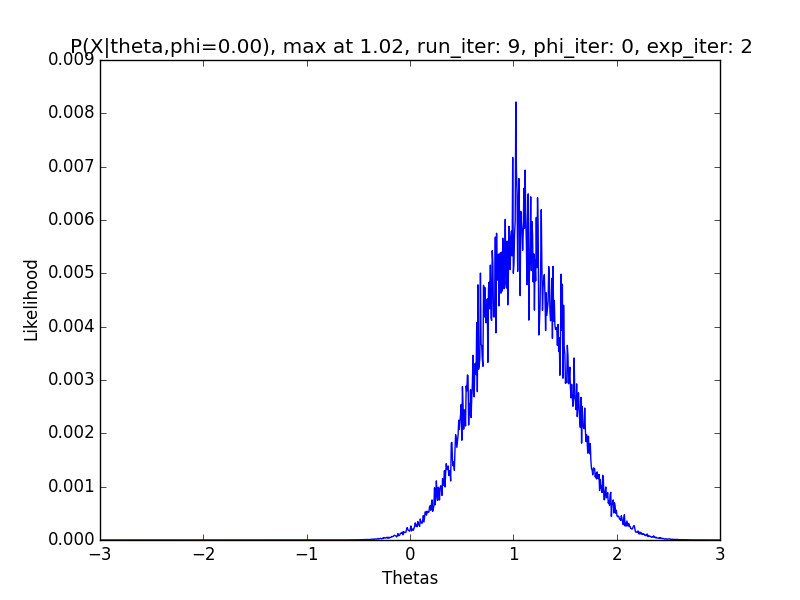 P(X|theta,phi=0.00), max at 1.02, run_iter: 9, phi_iter: 0, exp_iter: 2
0.009
0.008
0.007
0.006
0.005
0.004
0.003
0.002
0.001
0.000
Likelihood
−3 −2 −1 0 1 2 3
Thetas